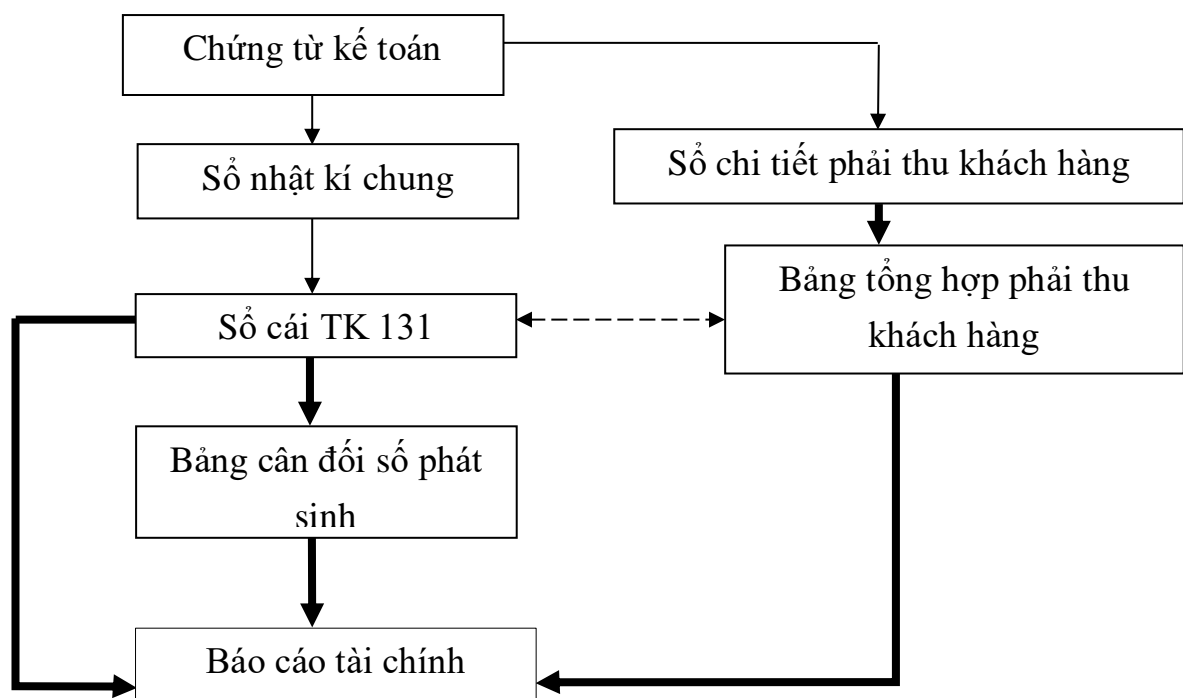 Chứng từ kế toán
Sổ nhật kí chung
Sổ chi tiết phải thu khách hàng
Sổ cái TK 131
Bảng tổng hợp phải thu
khách hàng
Bảng cân đối số phát
sinh
Báo cáo tài chính